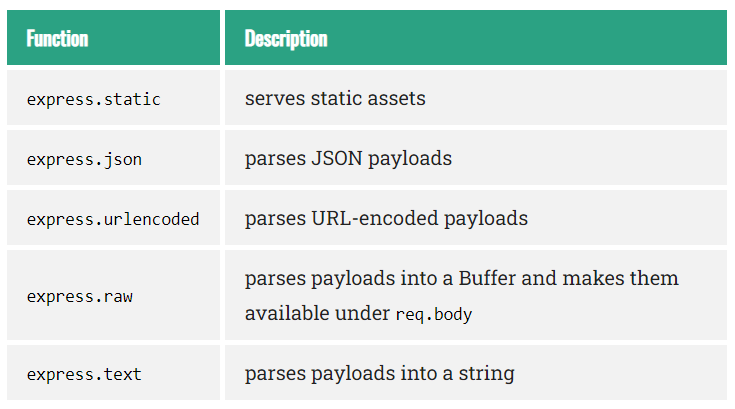 Function Description
express.static serves static assets
express.json parses JSON payloads
express.urlencoded parses URL-encoded payloads
express.raw parses payloads into a Buffer and makes them
available under req.body
express.text parses payloads into a string